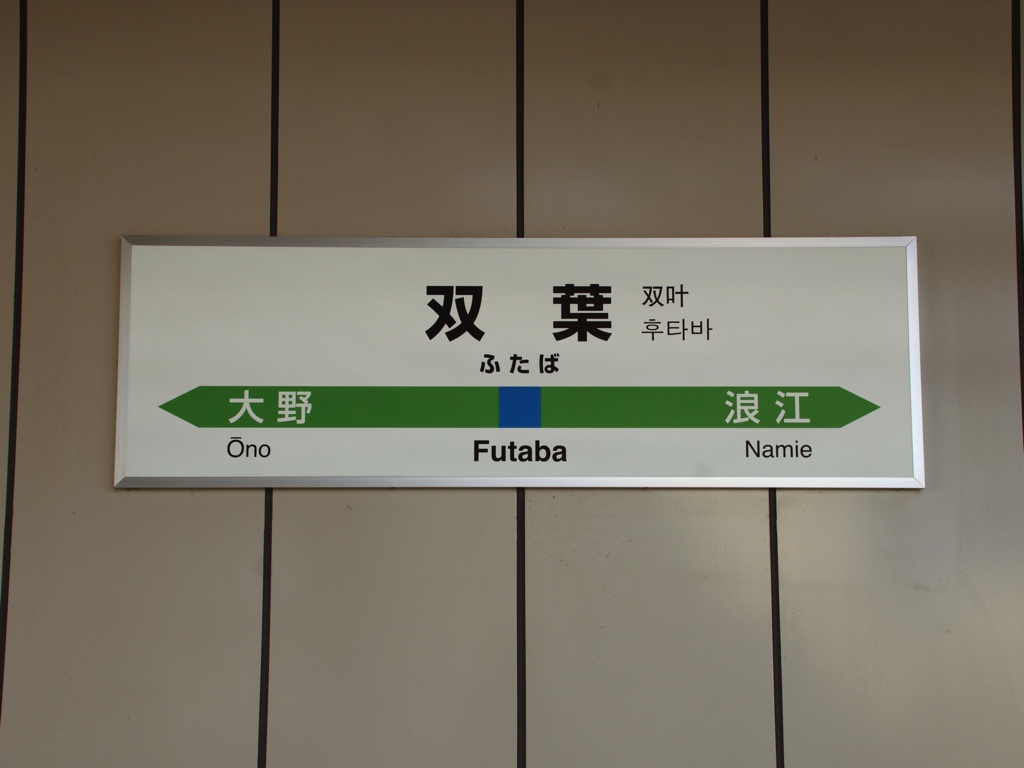 双 葉
双叶
후타바
ふたば
大野 浪江
Ōno Futaba Namie